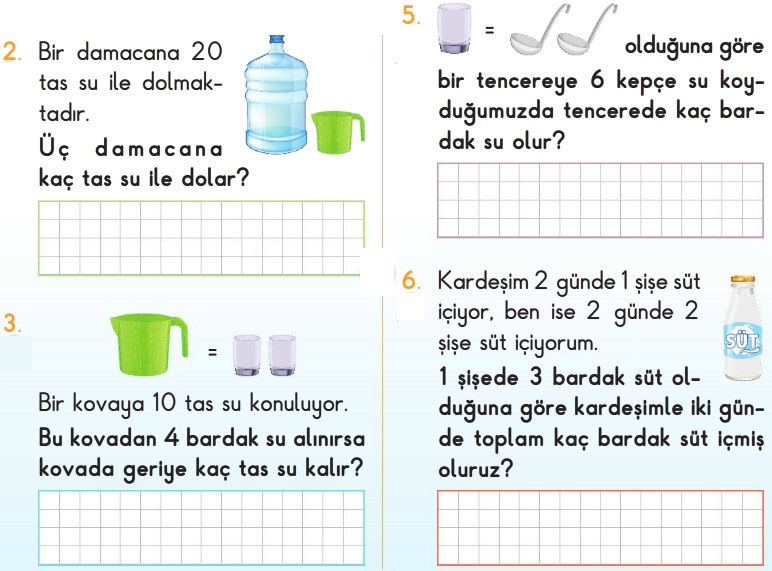 2. Bir damacana 20
tas su ile dolmak-
tadır.
Üç damacana
kaç tas su ile dolar?
3.
=
Bir kovaya 10 tas su konuluyor.
Bu kovadan 4 bardak su alınırsa
kovada geriye kaç tas su kalır?
5.
= olduğuna göre
bir tencereye 6 kepçe su koy-
duğumuzda tencerede kaç bar-
dak su olur?
6. Kardeşim 2 günde 1 şişe süt
içiyor, ben ise 2 günde 2
şişe süt içiyorum.
SÜT
1 şişede 3 bardak süt ol-
duğuna göre kardeşimle iki gün-
de toplam kaç bardak süt içmiş
oluruz?